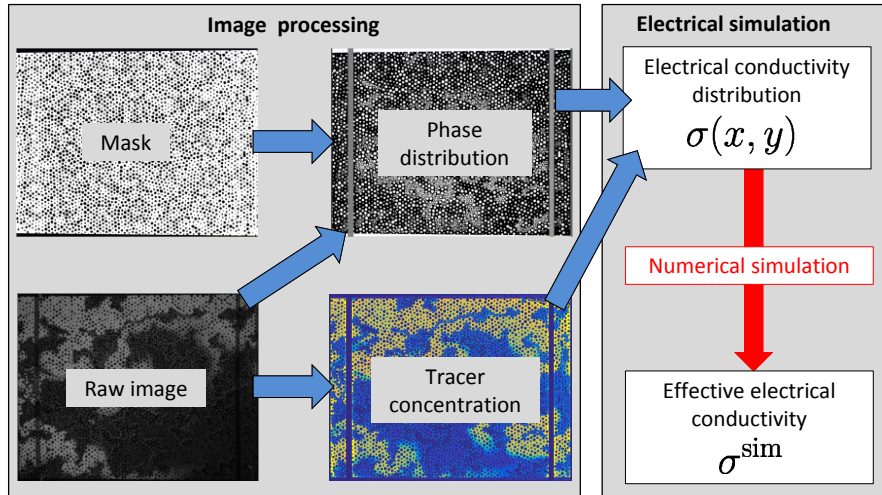 Image processing
Mask
Phase
distribution
Raw image
Tracer
concentration
Electrical simulation
Electrical conductivity
distribution
σ(x, y)
Numerical simulation
Effective electrical
conductivity
σ^sim